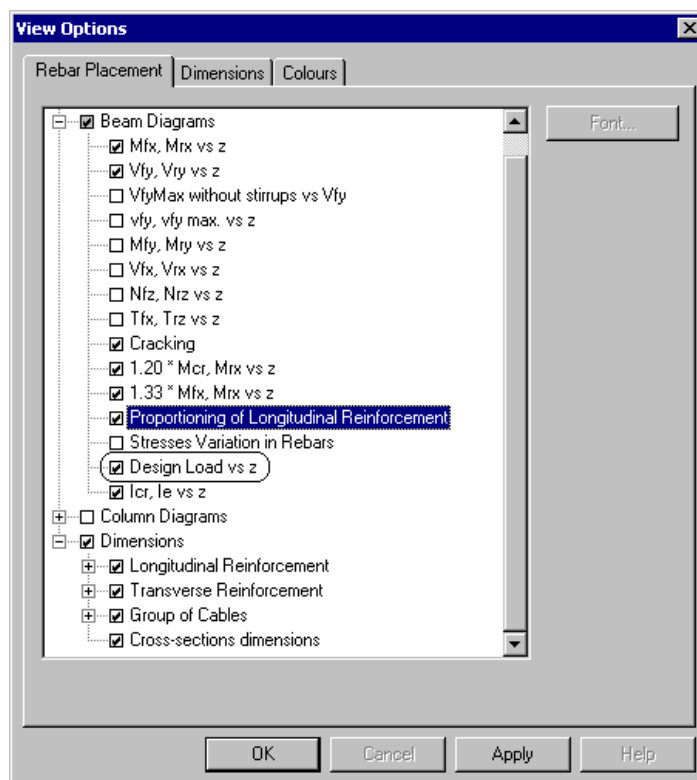 View Options
Rebar Placement
Dimensions
Colours
Beam Diagrams
Font...
Mfx, Mrx vs z
Vfy, Vry vs z
VfyMax without stirrups vs Vfy
vfy, vfy max. vs z
Mfy, Mry vs z
Vfx, Vrx vs z
Nfz, Nrz vs z
Tfx, Trz vs z
Cracking
1.20 * Mcr, Mrx vs z
1.33 * Mfx, Mrx vs z
Proportioning of Longitudinal Reinforcement
Stresses Variation in Rebars
Design Load vs z
Icr, Ie vs z
Column Diagrams
Dimensions
Longitudinal Reinforcement
Transverse Reinforcement
Group of Cables
Cross-sections dimensions
OK
Cancel
Apply
Help